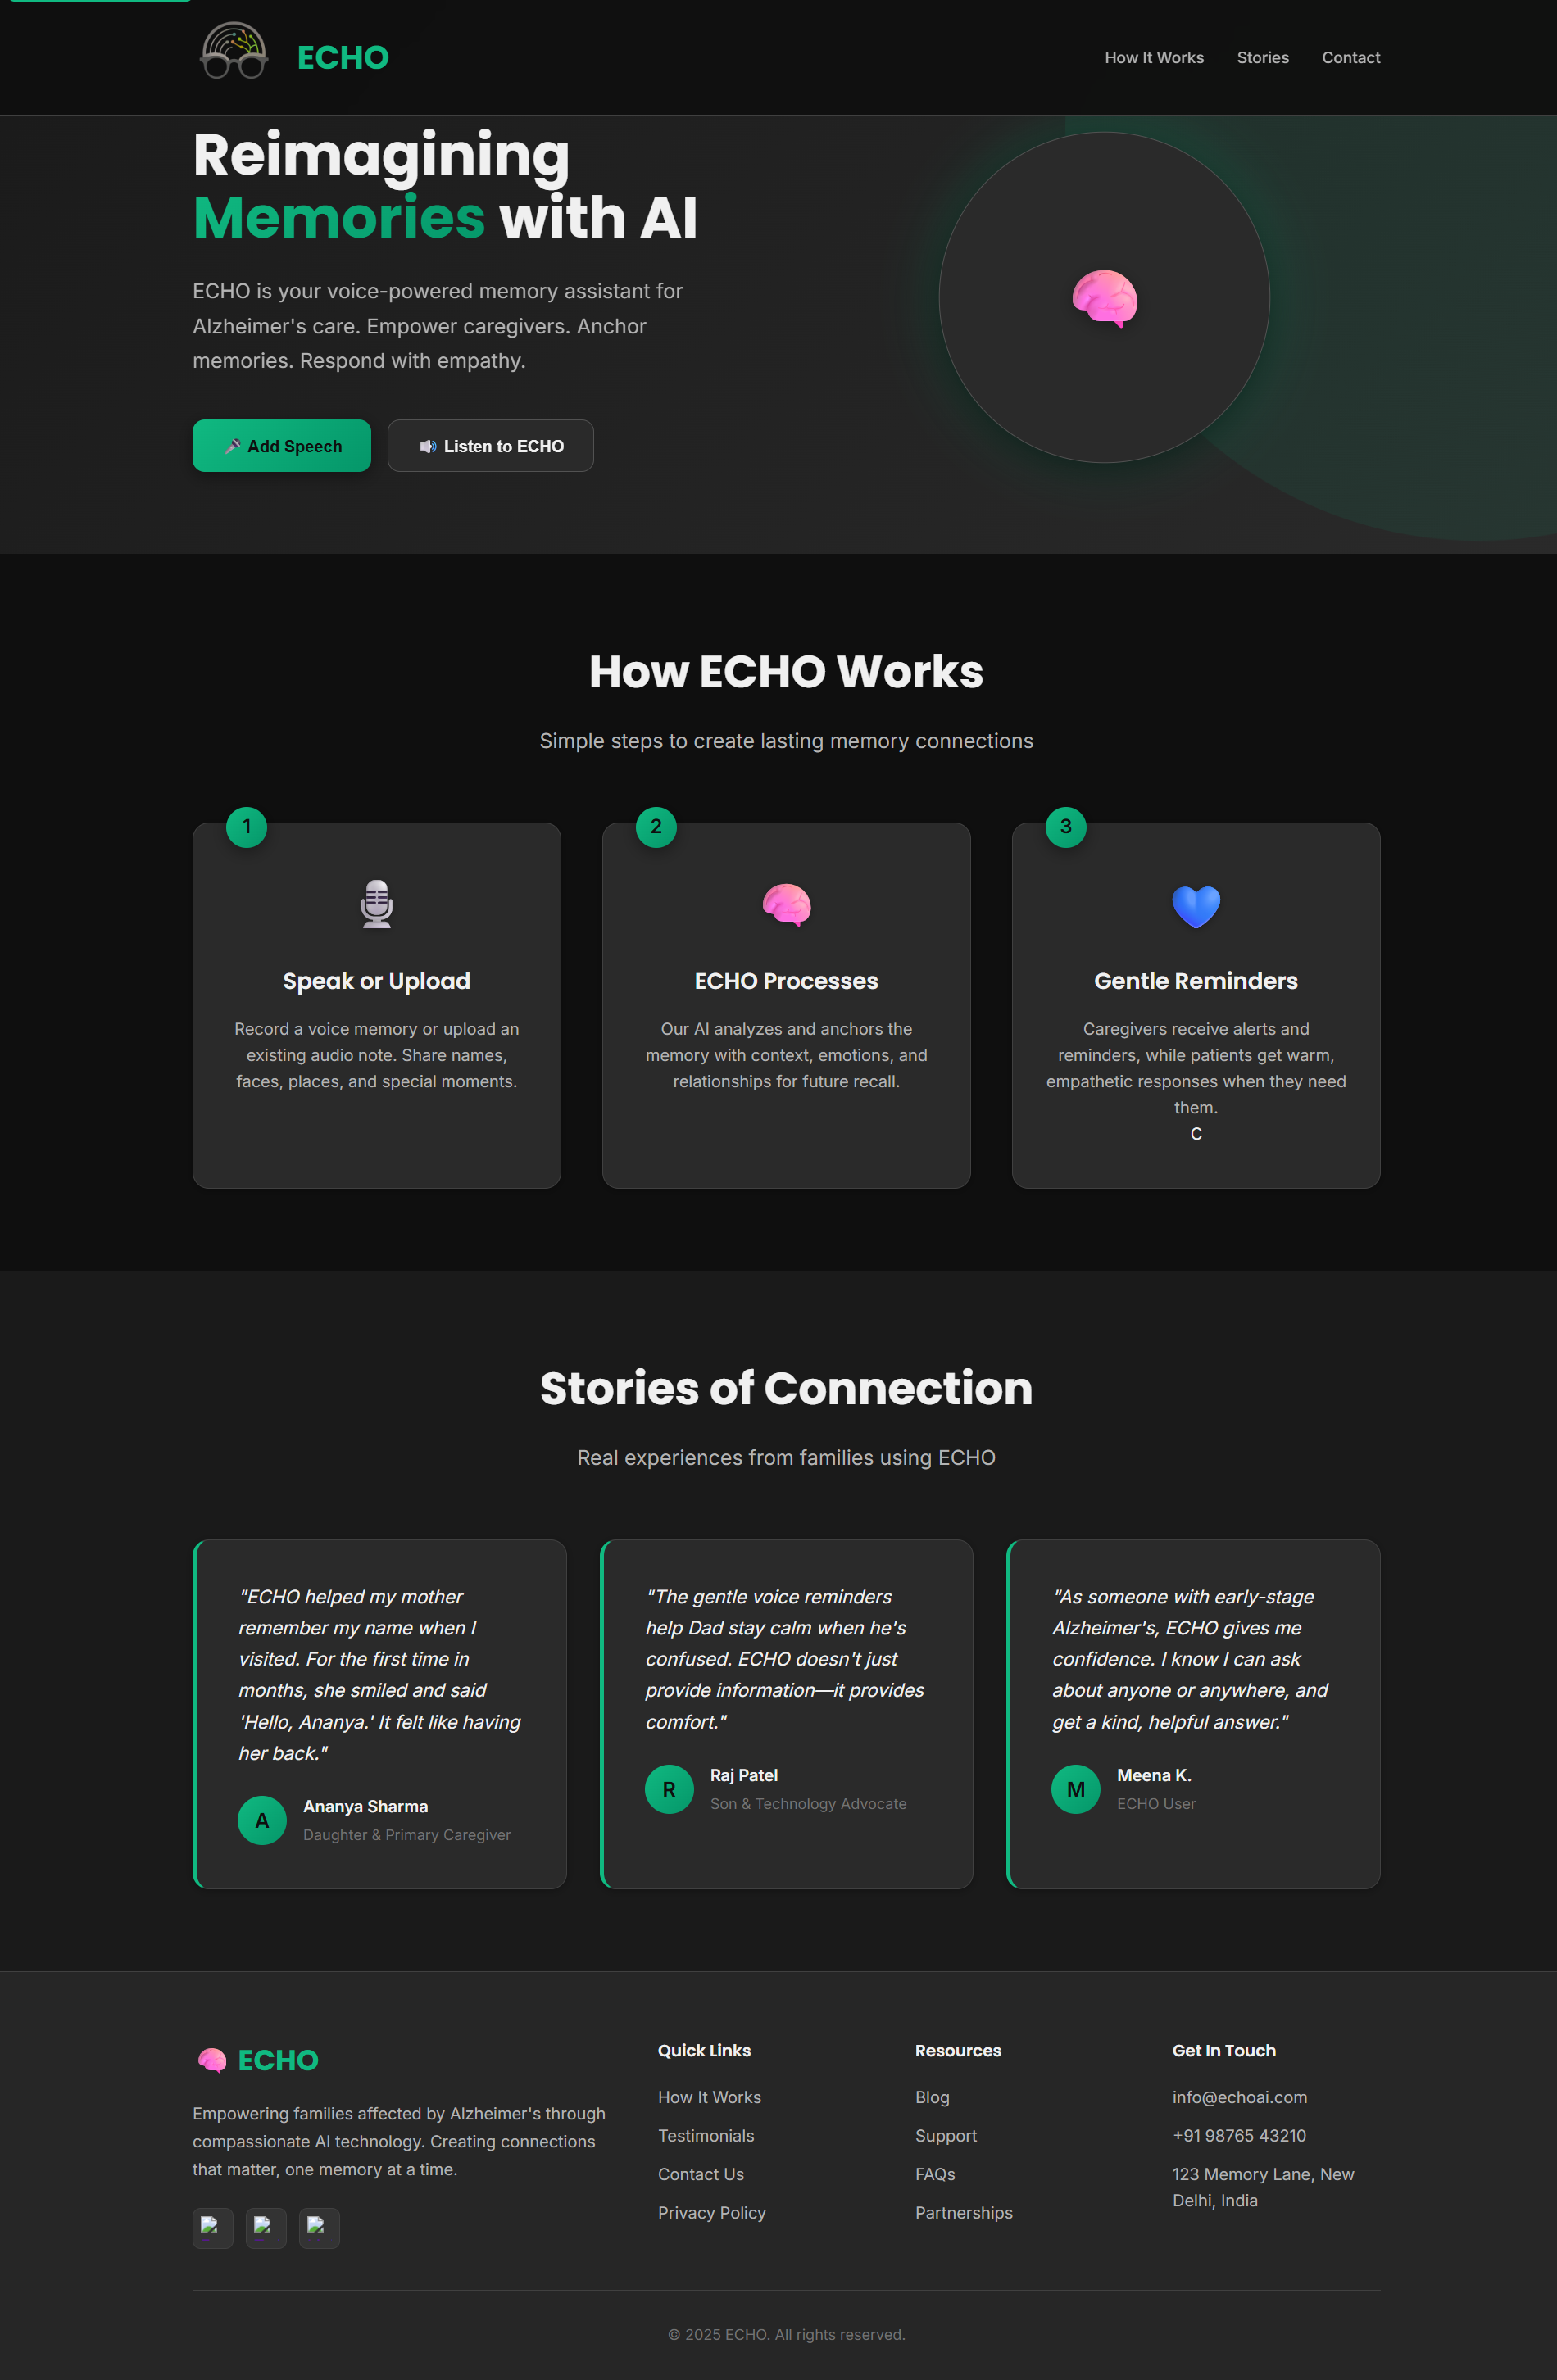 ECHO
How It Works
Stories
Contact
Reimagining
Memories with AI
ECHO is your voice-powered memory assistant for
Alzheimer's care. Empower caregivers. Anchor
memories. Respond with empathy.
Add Speech
Listen to ECHO
How ECHO Works
Simple steps to create lasting memory connections
1
Speak or Upload
Record a voice memory or upload an
existing audio note. Share names,
faces, places, and special moments.
2
ECHO Processes
Our AI analyzes and anchors the
memory with context, emotions, and
relationships for future recall.
3
Gentle Reminders
Caregivers receive alerts and
reminders, while patients get warm,
empathetic responses when they need
them.
C
Stories of Connection
Real experiences from families using ECHO
"ECHO helped my mother
remember my name when I
visited. For the first time in
months, she smiled and said
'Hello, Ananya.' It felt like having
her back."
A
Ananya Sharma
Daughter & Primary Caregiver
"The gentle voice reminders
help Dad stay calm when he's
confused. ECHO doesn't just
provide information—it provides
comfort."
R
Raj Patel
Son & Technology Advocate
"As someone with early-stage
Alzheimer's, ECHO gives me
confidence. I know I can ask
about anyone or anywhere, and
get a kind, helpful answer."
M
Meena K.
ECHO User
ECHO
Empowering families affected by Alzheimer's through
compassionate AI technology. Creating connections
that matter, one memory at a time.
Quick Links
How It Works
Testimonials
Contact Us
Privacy Policy
Resources
Blog
Support
FAQs
Partnerships
Get In Touch
info@echoai.com
+91 98765 43210
123 Memory Lane, New
Delhi, India
© 2025 ECHO. All rights reserved.